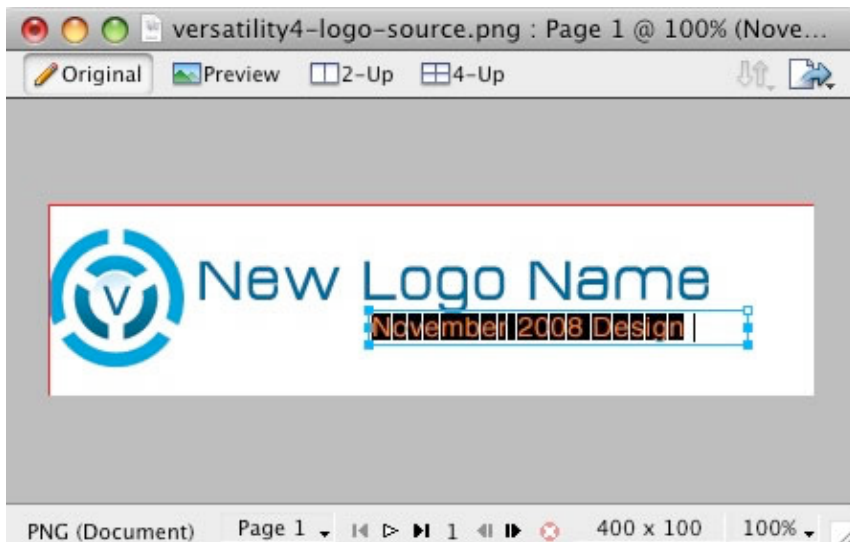 versatility4-logo-source.png : Page 1 @ 100% (Nove...
Original Preview 2-Up 4-Up
V
New Logo Name
November 2008 Design
PNG (Document) Page 1 1 400 x 100 100%